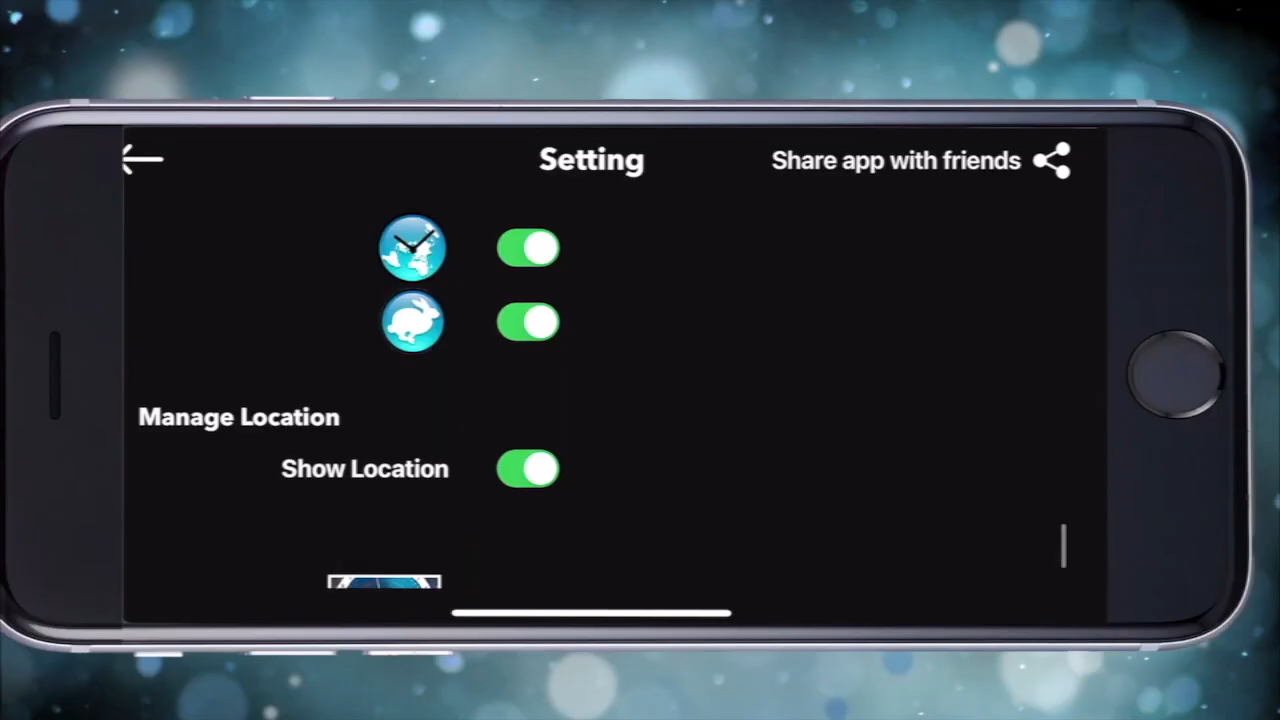 Setting
Share app with friends
Manage Location
Show Location